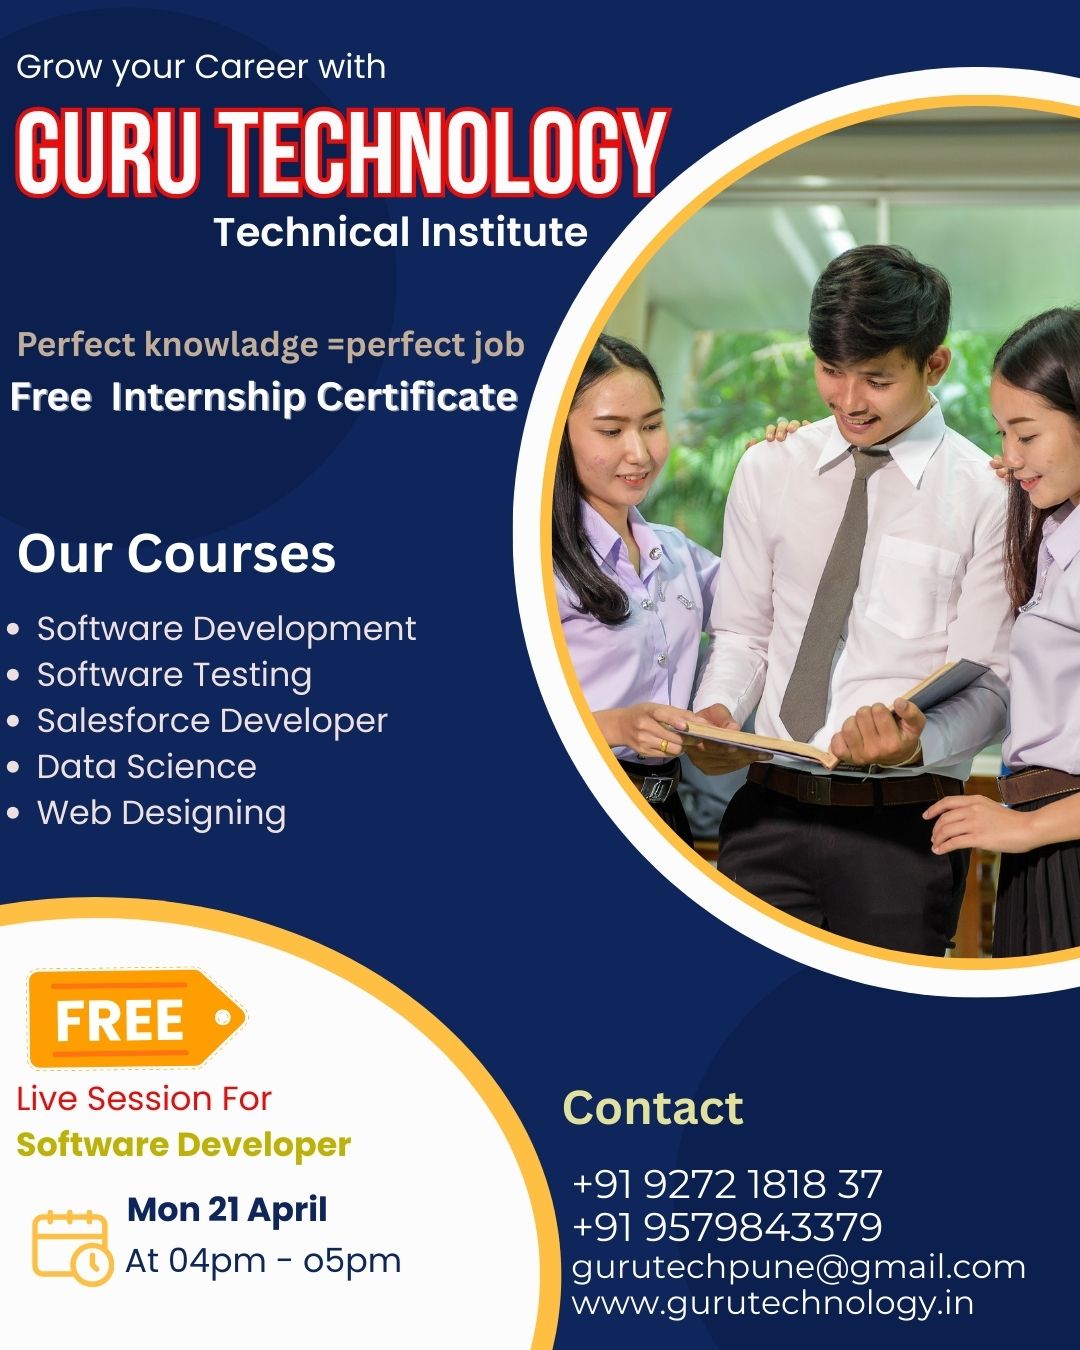 Grow your Career with
GURU TECHNOLOGY
Technical Institute
Perfect knowladge =perfect job
Free Internship Certificate
Our Courses
• Software Development
• Software Testing
• Salesforce Developer
• Data Science
• Web Designing
FREE
Live Session For
Software Developer
Mon 21 April
At 04pm - o5pm
Contact
+91 9272 1818 37
+91 9579843379
gurutechpune@gmail.com
www.gurutechnology.in